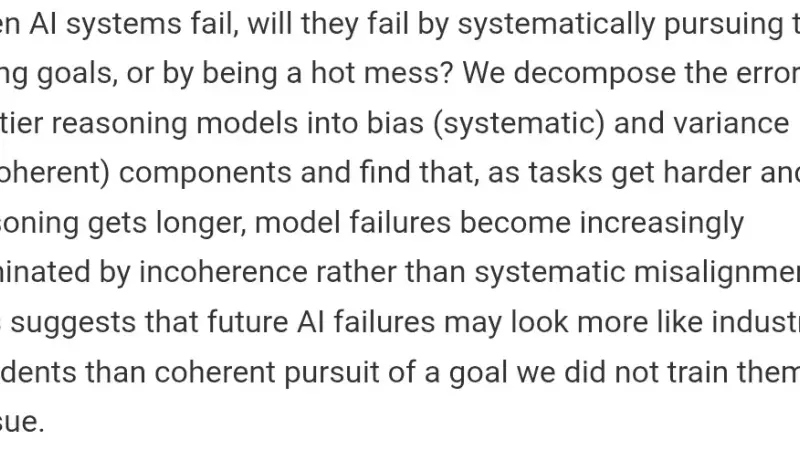 en AI systems fail, will they fail by systematically pursuing t
ng goals, or by being a hot mess? We decompose the error
tier reasoning models into bias (systematic) and variance
oherent) components and find that, as tasks get harder and
soning gets longer, model failures become increasingly
minated by incoherence rather than systematic misalignmen
s suggests that future AI failures may look more like industr
dents than coherent pursuit of a goal we did not train them
sue.